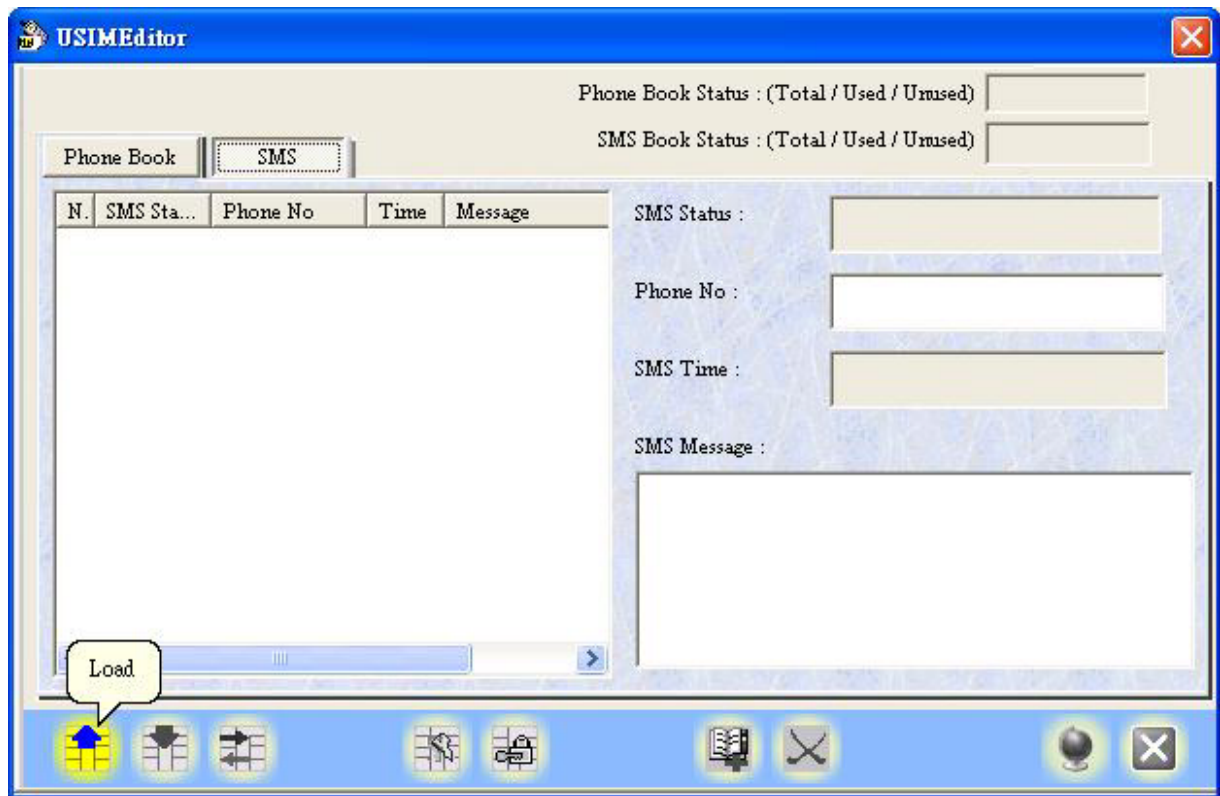 USIMEditor
Phone Book Status : (Total / Used / Unused)
SMS Book Status : (Total / Used / Unused)
Phone Book SMS
N. SMS Sta... Phone No Time Message
SMS Status :
Phone No :
SMS Time :
SMS Message :
Load